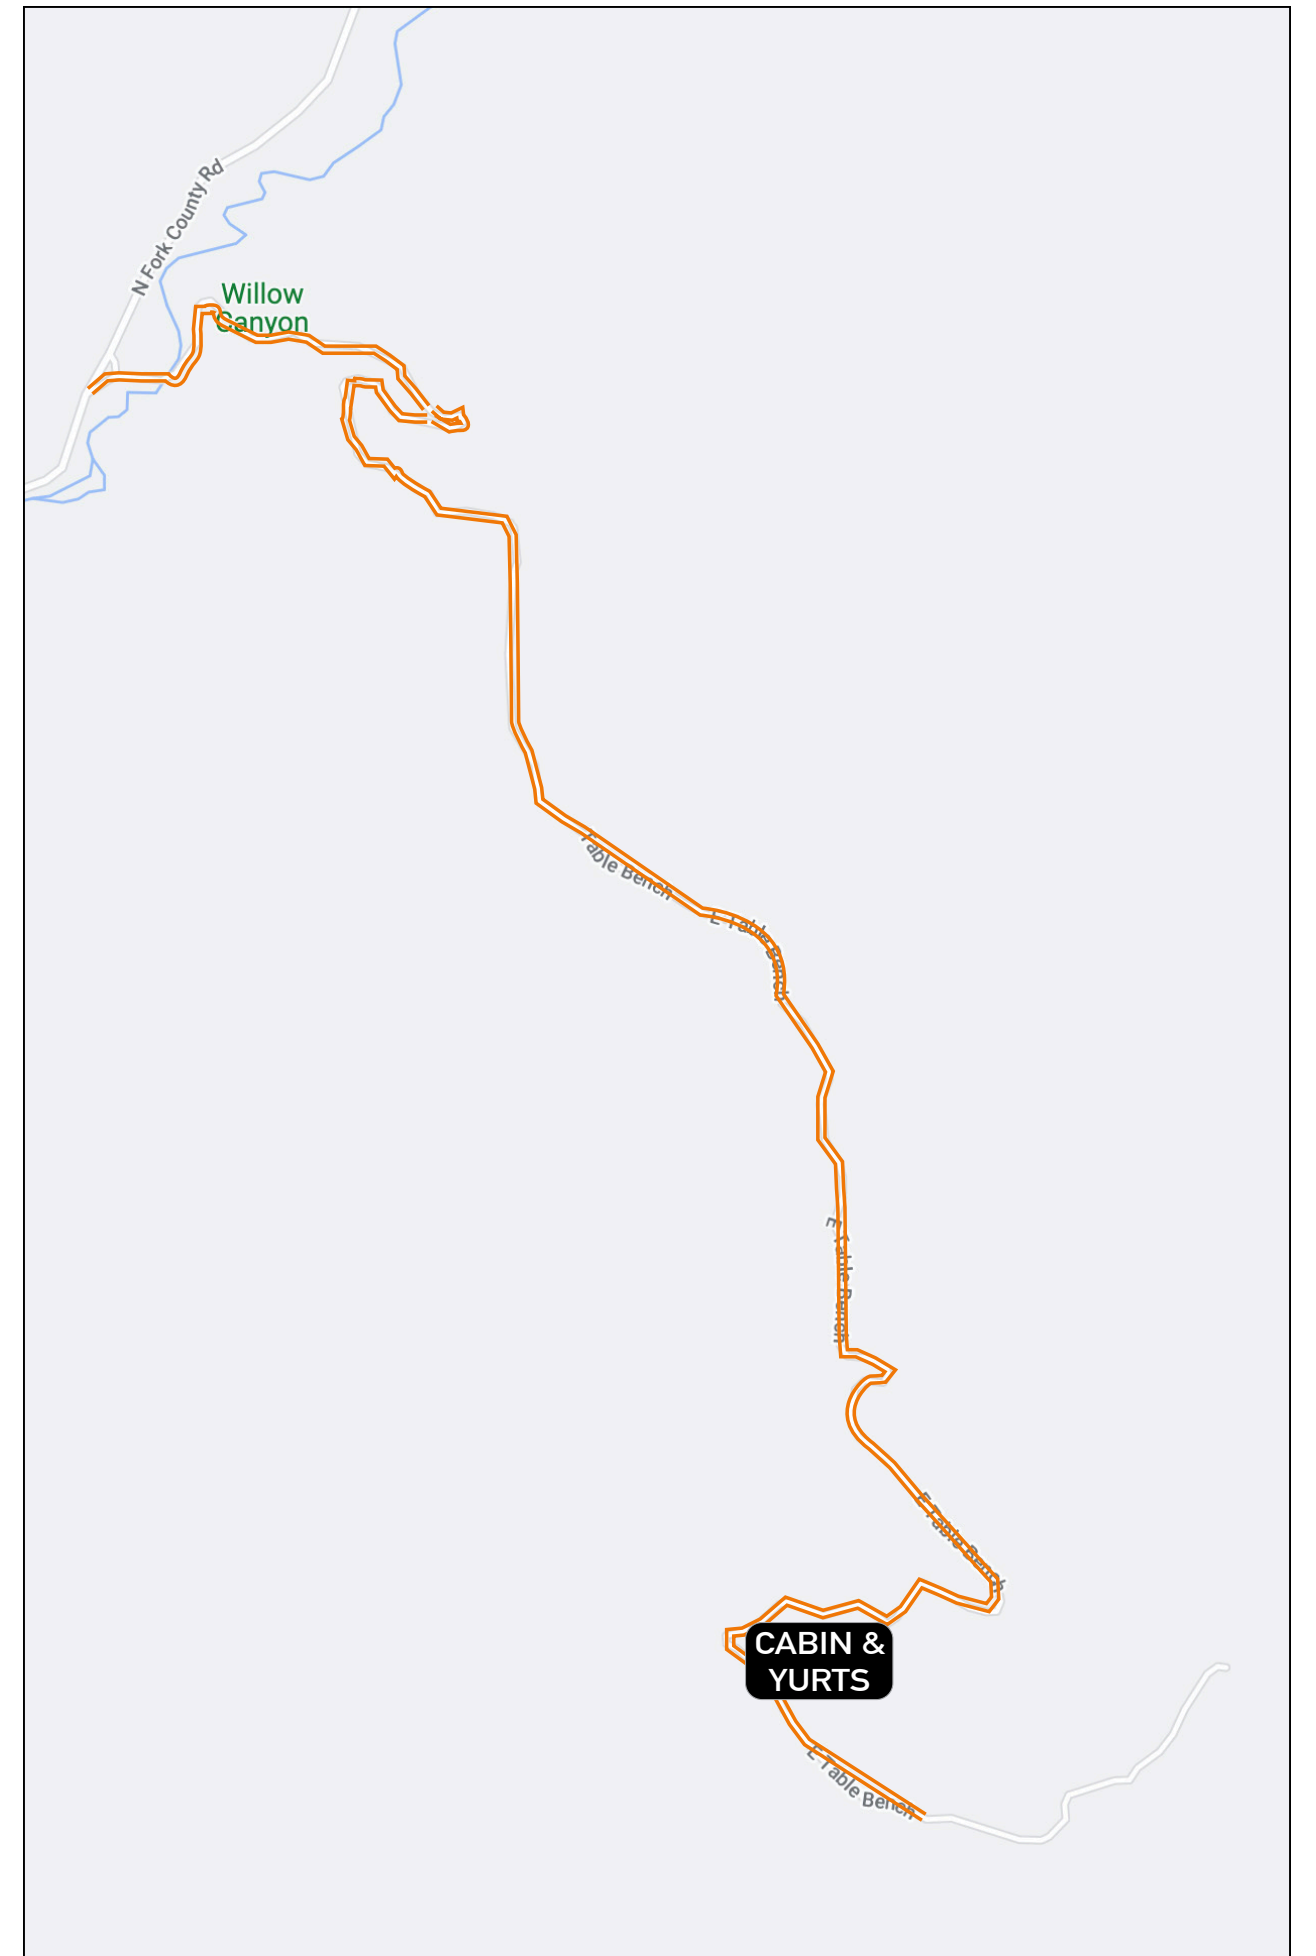 N Fork County Rd
Willow
Canyon
Table Bench
E Table Bench
E Table Bench
E Table Bench
CABIN &
YURTS
E Table Bench